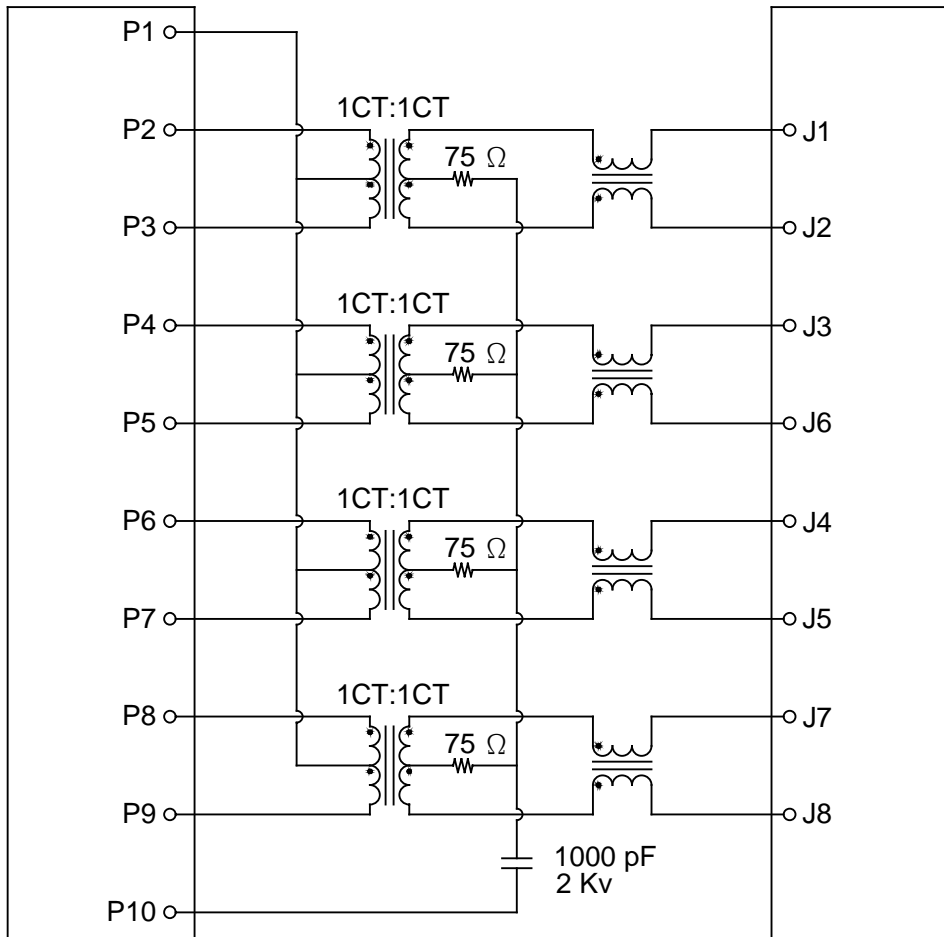 P1
1CT:1CT
P2
75 Ω
J1
P3
J2
1CT:1CT
P4
75 Ω
J3
P5
J6
1CT:1CT
P6
75 Ω
J4
P7
J5
1CT:1CT
P8
75 Ω
J7
P9
J8
1000 pF
2 Kv
P10